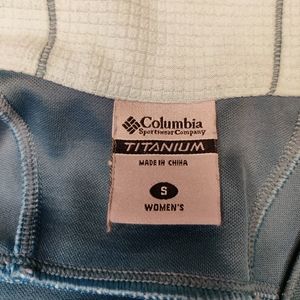 Columbia
Sportswear Company
TITANIUM
MADE IN CHINA
S
WOMEN'S